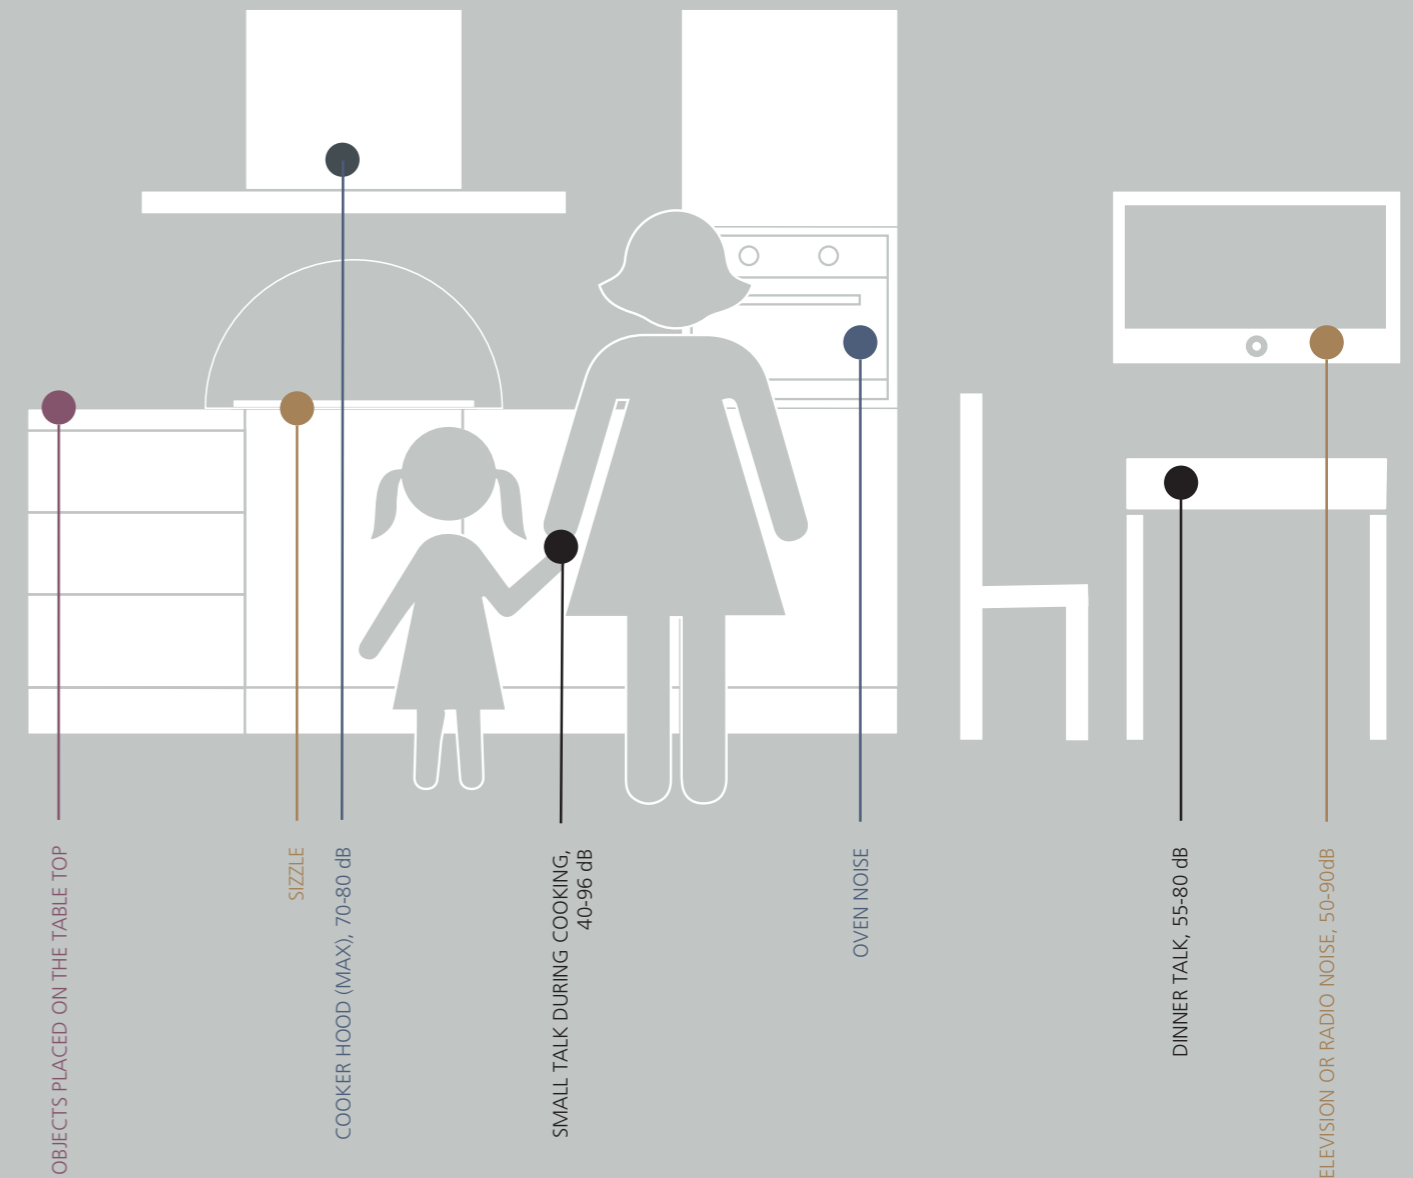 OBJECTS PLACED ON THE TABLE TOP
SIZZLE
COOKER HOOD (MAX), 70-80 dB
SMALL TALK DURING COOKING,
40-96 dB
OVEN NOISE
DINNER TALK, 55-80 dB
ELEVISION OR RADIO NOISE, 50-90dB